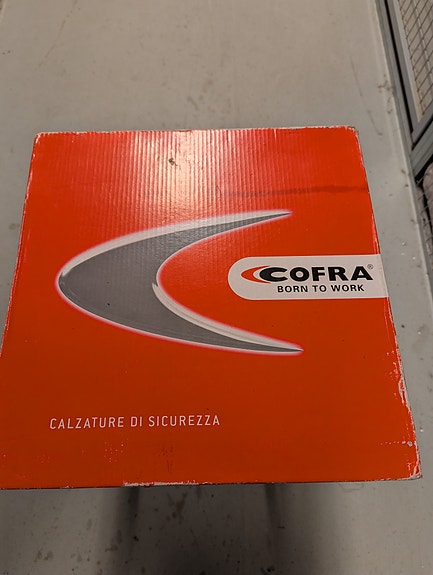 COFRA®
BORN TO WORK
CALZATURE DI SICUREZZA